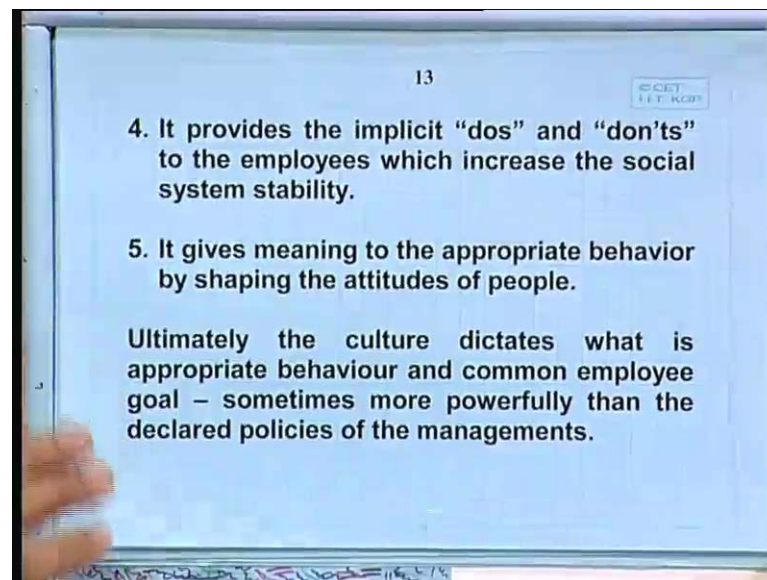 13
© CET
I.I.T. KGP
4. It provides the implicit “dos” and “don’ts”
to the employees which increase the social
system stability.
5. It gives meaning to the appropriate behavior
by shaping the attitudes of people.
Ultimately the culture dictates what is
appropriate behaviour and common employee
goal – sometimes more powerfully than the
declared policies of the managements.